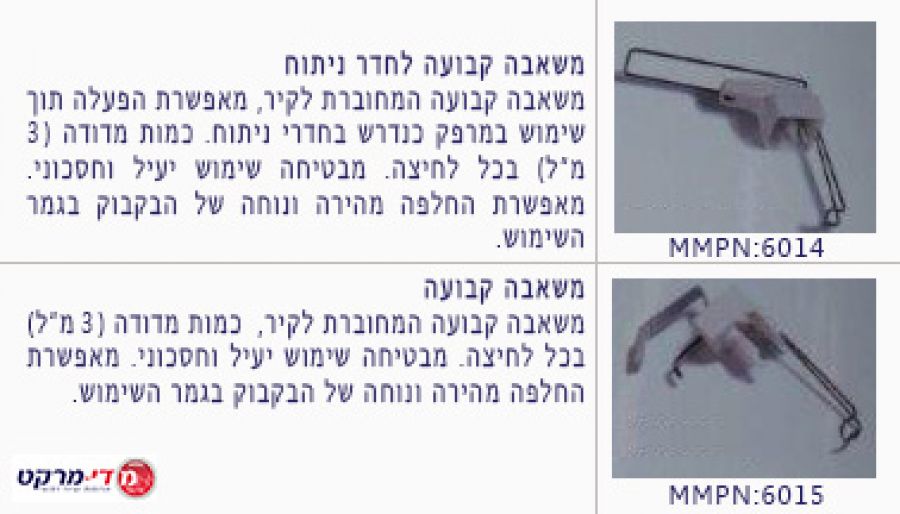 משאבה קבועה לחדר ניתוח
משאבה קבועה המחוברת לקיר, מאפשרת הפעלה תוך
שימוש במרפק כנדרש בחדרי ניתוח. כמות מדודה (3
מ"ל) בכל לחיצה. מבטיחה שימוש יעיל וחסכוני.
מאפשרת החלפה מהירה ונוחה של הבקבוק בגמר
השימוש.
MMPN:6014
משאבה קבועה
משאבה קבועה המחוברת לקיר, כמות מדודה (3 מ"ל)
בכל לחיצה. מבטיחה שימוש יעיל וחסכוני. מאפשרת
החלפה מהירה ונוחה של הבקבוק בגמר השימוש.
MMPN:6015
מדי-מרקט